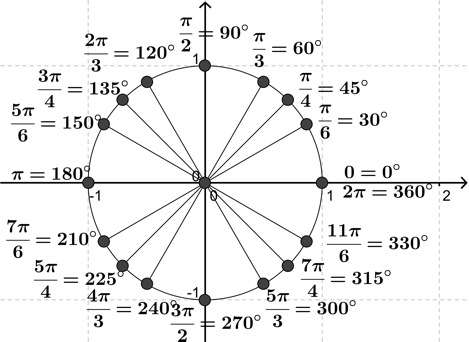 π/2 = 90°
2π/3 = 120°
π/3 = 60°
1
3π/4 = 135°
π/4 = 45°
5π/6 = 150°
π/6 = 30°
π = 180°
0
0 = 0°
-1
0
1
2π = 360°
2
7π/6 = 210°
11π/6 = 330°
5π/4 = 225°
7π/4 = 315°
-1
4π/3 = 240°
3π/2 = 270°
5π/3 = 300°